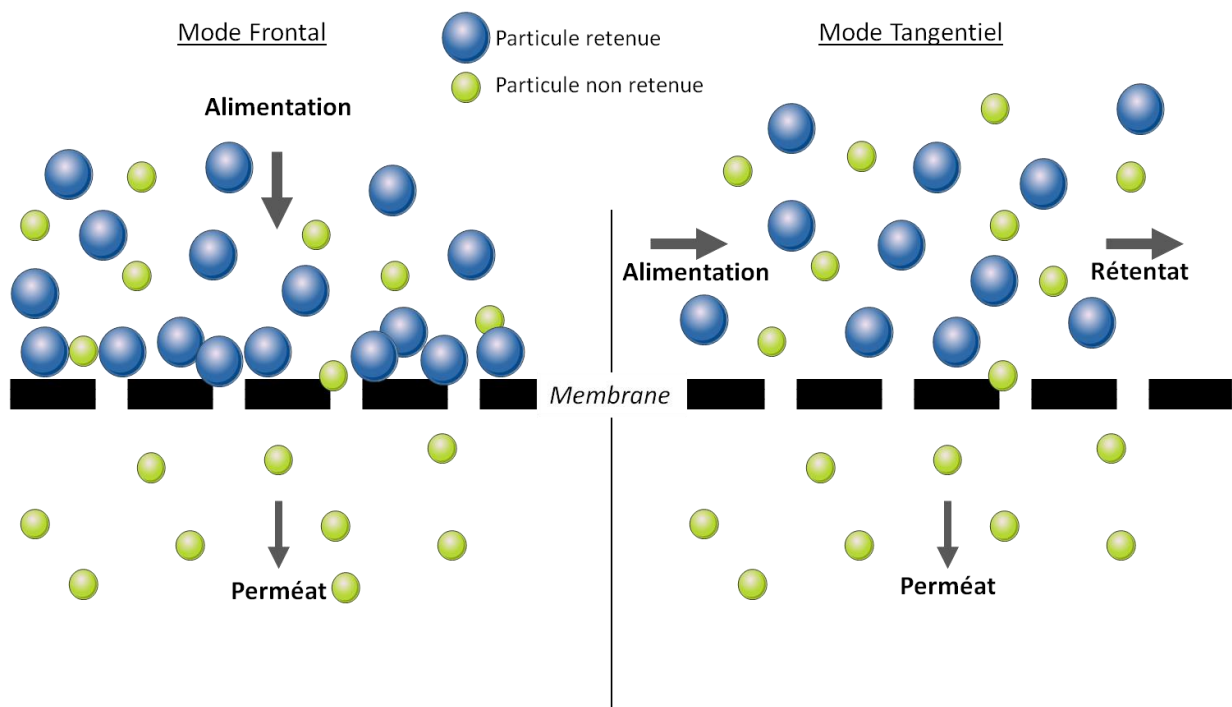 Mode Frontal
Particule retenue
Particule non retenue
Mode Tangentiel
Alimentation
Alimentation
Rétentat
Membrane
Perméat
Perméat